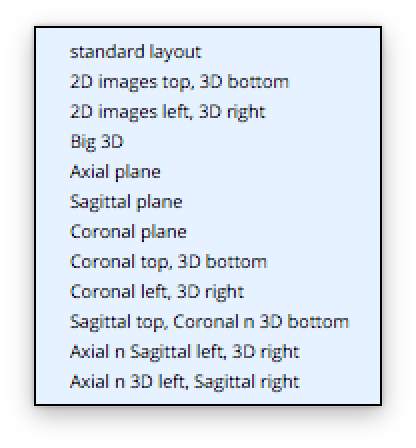 standard layout
2D images top, 3D bottom
2D images left, 3D right
Big 3D
Axial plane
Sagittal plane
Coronal plane
Coronal top, 3D bottom
Coronal left, 3D right
Sagittal top, Coronal n 3D bottom
Axial n Sagittal left, 3D right
Axial n 3D left, Sagittal right